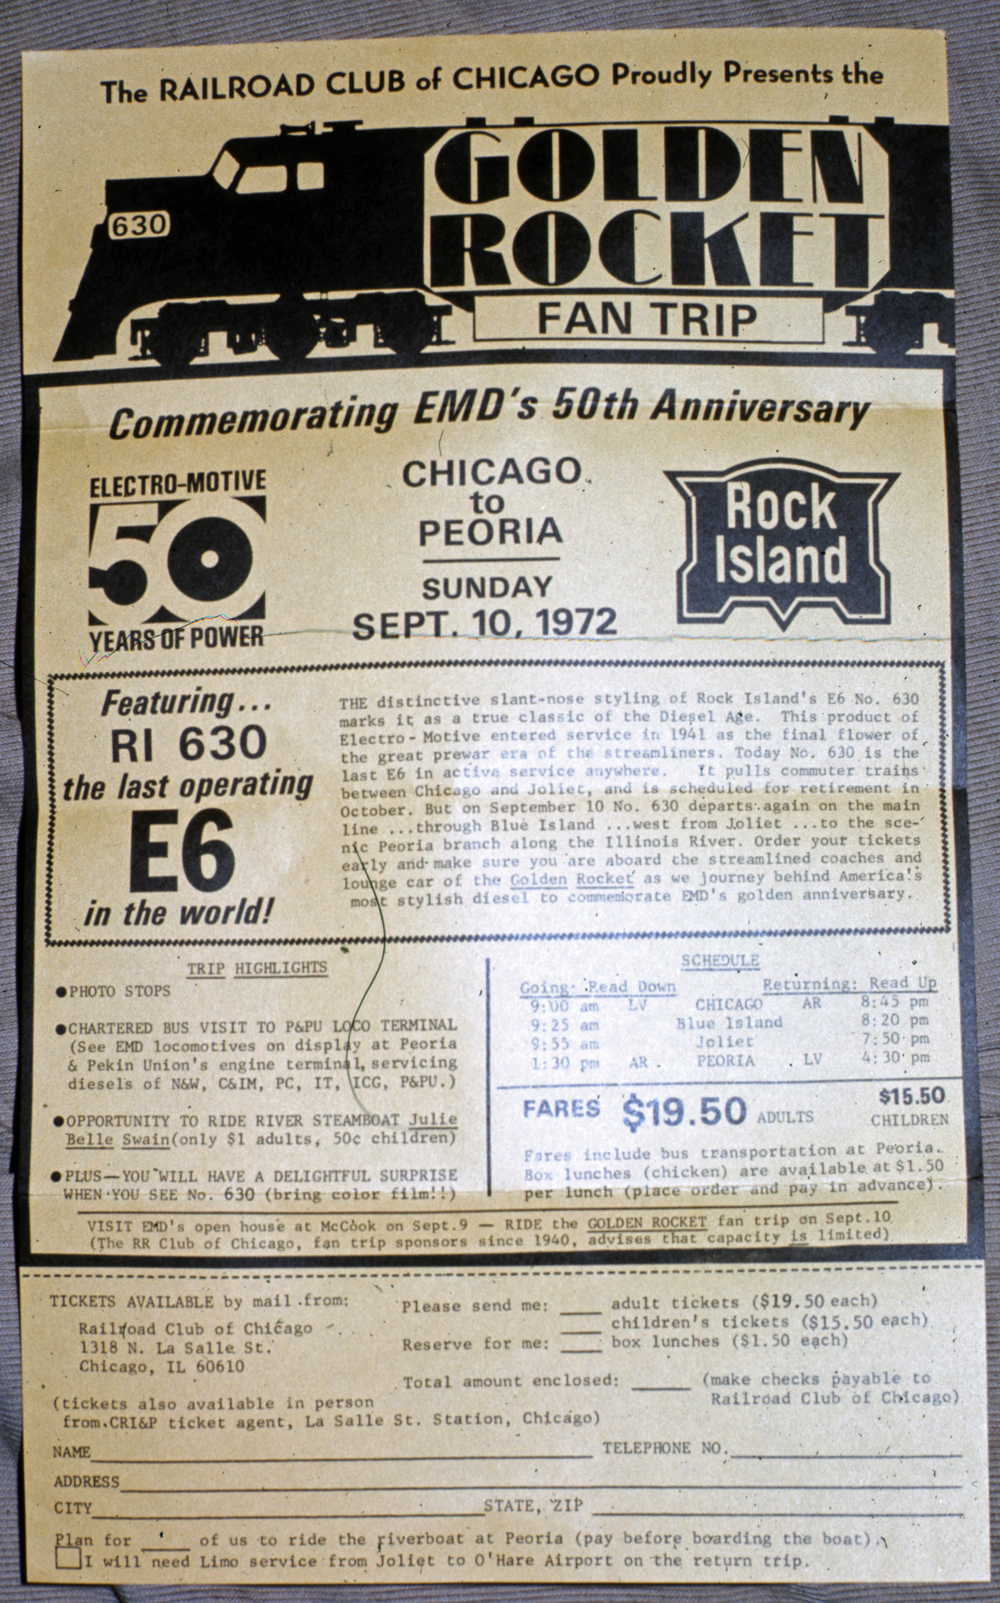 The RAILROAD CLUB of CHICAGO Proudly Presents the
630
GOLDEN
ROCKET
FAN TRIP
Commemorating EMD's 50th Anniversary
ELECTRO-MOTIVE
50
YEARS OF POWER
CHICAGO
to
PEORIA
SUNDAY
SEPT. 10, 1972
Rock
Island
Featuring...
RI 630
the last operating
E6
in the world!
THE distinctive slant-nose styling of Rock Island's E6 No. 630
marks it as a true classic of the Diesel Age. This product of
Electro-Motive entered service in 1941 as the final flower of
the great prewar era of the streamliners. Today No. 630 is the
last E6 in active service anywhere. It pulls commuter trains
between Chicago and Joliet, and is scheduled for retirement in
October. But on September 10 No. 630 departs again on the main
line ...through Blue Island ...west from Joliet ...to the sce-
nic Peoria branch along the Illinois River. Order your tickets
early and make sure you are aboard the streamlined coaches and
lounge car of the Golden Rocket as we journey behind America's
most stylish diesel to commemorate EMD's golden anniversary.
TRIP HIGHLIGHTS
●PHOTO STOPS
●CHARTERED BUS VISIT TO P&PU LOCO TERMINAL
(See EMD locomotives on display at Peoria
& Pekin Union's engine terminal, servicing
diesels of N&W, C&IM, PC, IT, ICG, P&PU.)
●OPPORTUNITY TO RIDE RIVER STEAMBOAT Julie
Belle Swain(only $1 adults, 50c children)
●PLUS—YOU WILL HAVE A DELIGHTFUL SURPRISE
WHEN YOU SEE No. 630 (bring color film!!)
SCHEDULE
Going: Read Down Returning: Read Up
9:00 am LV CHICAGO AR 8:45 pm
9:25 am Blue Island 8:20 pm
9:55 am Joliet 7:50 pm
1:30 pm AR PEORIA LV 4:30 pm
FARES $19.50 ADULTS $15.50 CHILDREN
Fares include bus transportation at Peoria.
Box lunches (chicken) are available at $1.50
per lunch (place order and pay in advance).
VISIT EMD's open house at McCook on Sept.9 — RIDE the GOLDEN ROCKET fan trip on Sept.10
(The RR Club of Chicago, fan trip sponsors since 1940, advises that capacity is limited)
TICKETS AVAILABLE by mail from:
Railroad Club of Chicago
1318 N. La Salle St.
Chicago, IL 60610
(tickets also available in person
from CRI&P ticket agent, La Salle St. Station, Chicago)
Please send me: ____ adult tickets ($19.50 each)
____ children's tickets ($15.50 each)
Reserve for me: ____ box lunches ($1.50 each)
Total amount enclosed: ______ (make checks payable to
Railroad Club of Chicago)
NAME TELEPHONE NO.
ADDRESS
CITY STATE, ZIP
Plan for ____ of us to ride the riverboat at Peoria (pay before boarding the boat).
I will need Limo service from Joliet to O'Hare Airport on the return trip.